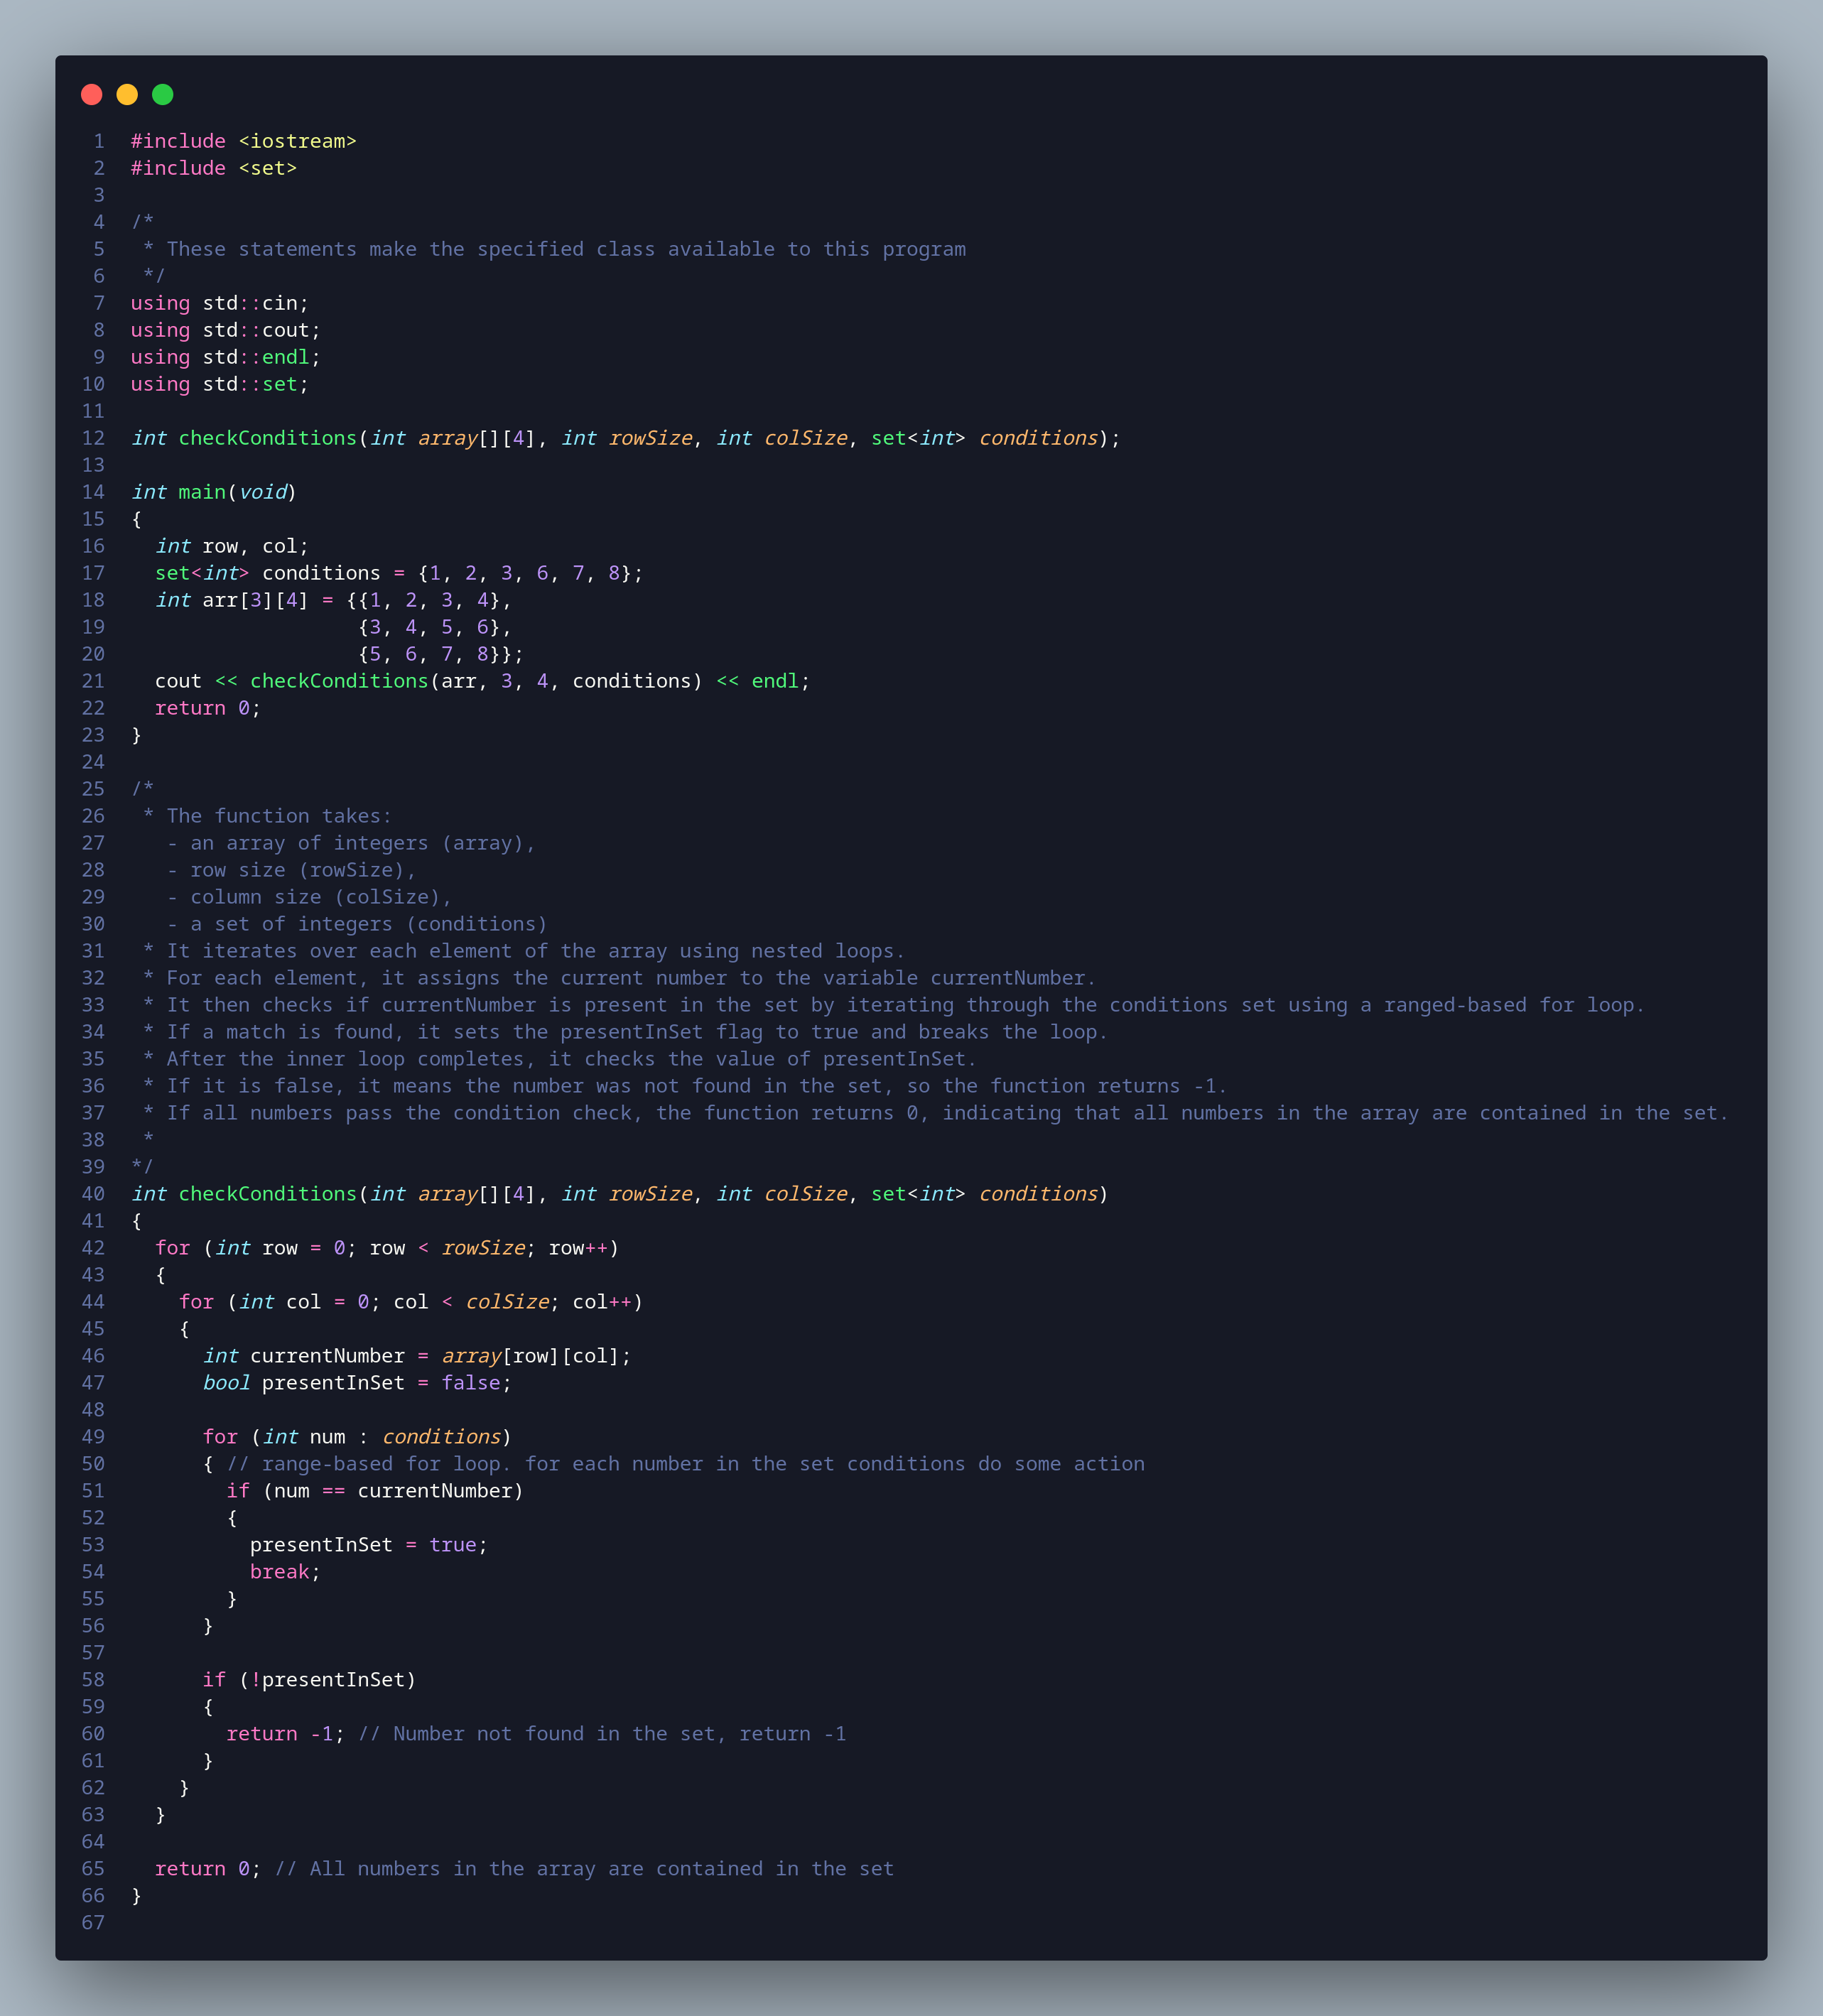 1 #include <iostream>
2 #include <set>
3
4 /*
5  * These statements make the specified class available to this program
6  */
7 using std::cin;
8 using std::cout;
9 using std::endl;
10 using std::set;
11
12 int checkConditions(int array[][4], int rowSize, int colSize, set<int> conditions);
13
14 int main(void)
15 {
16   int row, col;
17   set<int> conditions = {1, 2, 3, 6, 7, 8};
18   int arr[3][4] = {{1, 2, 3, 4},
19                    {3, 4, 5, 6},
20                    {5, 6, 7, 8}};
21   cout << checkConditions(arr, 3, 4, conditions) << endl;
22   return 0;
23 }
24
25 /*
26  * The function takes:
27    - an array of integers (array),
28    - row size (rowSize),
29    - column size (colSize),
30    - a set of integers (conditions)
31  * It iterates over each element of the array using nested loops.
32  * For each element, it assigns the current number to the variable currentNumber.
33  * It then checks if currentNumber is present in the set by iterating through the conditions set using a ranged-based for loop.
34  * If a match is found, it sets the presentInSet flag to true and breaks the loop.
35  * After the inner loop completes, it checks the value of presentInSet.
36  * If it is false, it means the number was not found in the set, so the function returns -1.
37  * If all numbers pass the condition check, the function returns 0, indicating that all numbers in the array are contained in the set.
38  *
39 */
40 int checkConditions(int array[][4], int rowSize, int colSize, set<int> conditions)
41 {
42   for (int row = 0; row < rowSize; row++)
43   {
44     for (int col = 0; col < colSize; col++)
45     {
46       int currentNumber = array[row][col];
47       bool presentInSet = false;
48
49       for (int num : conditions)
50       { // range-based for loop. for each number in the set conditions do some action
51         if (num == currentNumber)
52         {
53           presentInSet = true;
54           break;
55         }
56       }
57
58       if (!presentInSet)
59       {
60         return -1; // Number not found in the set, return -1
61       }
62     }
63   }
64
65   return 0; // All numbers in the array are contained in the set
66 }
67